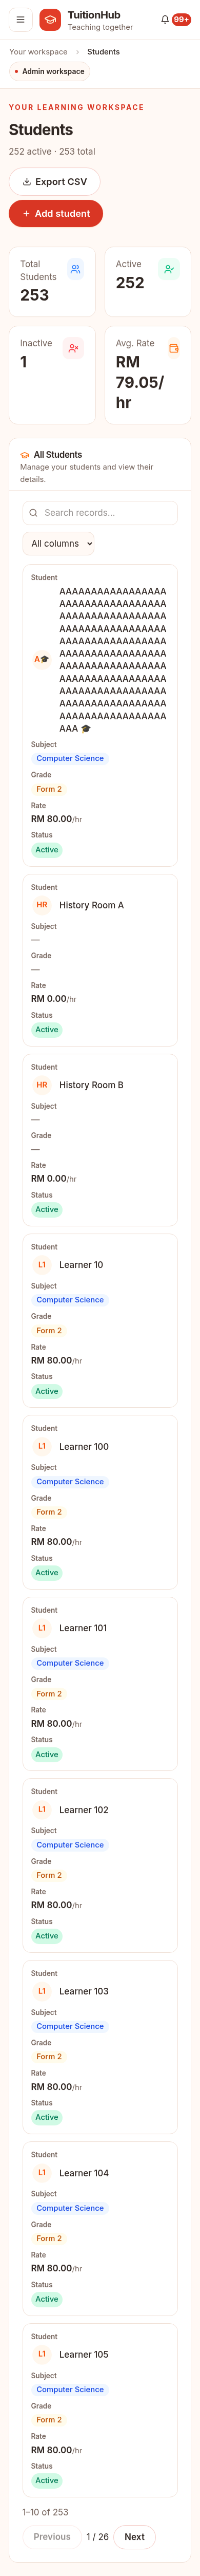 TuitionHub
Teaching together
99+
Your workspace > Students
Admin workspace
YOUR LEARNING WORKSPACE
Students
252 active · 253 total
Export CSV
+ Add student
Total
Students
253
Active
252
Inactive
1
Avg. Rate
RM
79.05/
hr
All Students
Manage your students and view their
details.
Search records...
All columns
Student
A🎓
AAAAAAAAAAAAAAAAAAAA
AAAAAAAAAAAAAAAAAAAA
AAAAAAAAAAAAAAAAAAAA
AAAAAAAAAAAAAAAAAAAA
AAAAAAAAAAAAAAAAAAAA
AAAAAAAAAAAAAAAAAAAA
AAAAAAAAAAAAAAAAAAAA
AAAAAAAAAAAAAAAAAAAA
AAAAAAAAAAAAAAAAAAAA
AAAAAAAAAAAAAAAAAAAA
AAAAAAAAAAAAAAAAAAAA
AAA 🎓
Subject
Computer Science
Grade
Form 2
Rate
RM 80.00/hr
Status
Active
Student
HR History Room A
Subject
—
Grade
—
Rate
RM 0.00/hr
Status
Active
Student
HR History Room B
Subject
—
Grade
—
Rate
RM 0.00/hr
Status
Active
Student
L1 Learner 10
Subject
Computer Science
Grade
Form 2
Rate
RM 80.00/hr
Status
Active
Student
L1 Learner 100
Subject
Computer Science
Grade
Form 2
Rate
RM 80.00/hr
Status
Active
Student
L1 Learner 101
Subject
Computer Science
Grade
Form 2
Rate
RM 80.00/hr
Status
Active
Student
L1 Learner 102
Subject
Computer Science
Grade
Form 2
Rate
RM 80.00/hr
Status
Active
Student
L1 Learner 103
Subject
Computer Science
Grade
Form 2
Rate
RM 80.00/hr
Status
Active
Student
L1 Learner 104
Subject
Computer Science
Grade
Form 2
Rate
RM 80.00/hr
Status
Active
Student
L1 Learner 105
Subject
Computer Science
Grade
Form 2
Rate
RM 80.00/hr
Status
Active
1–10 of 253
Previous 1 / 26 Next